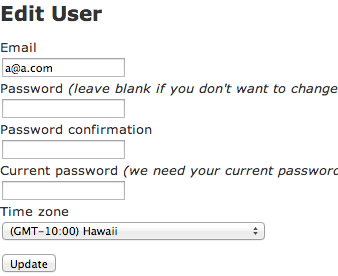 Edit User
Email
a@a.com
Password (leave blank if you don't want to change
Password confirmation
Current password (we need your current password
Time zone
(GMT-10:00) Hawaii
Update